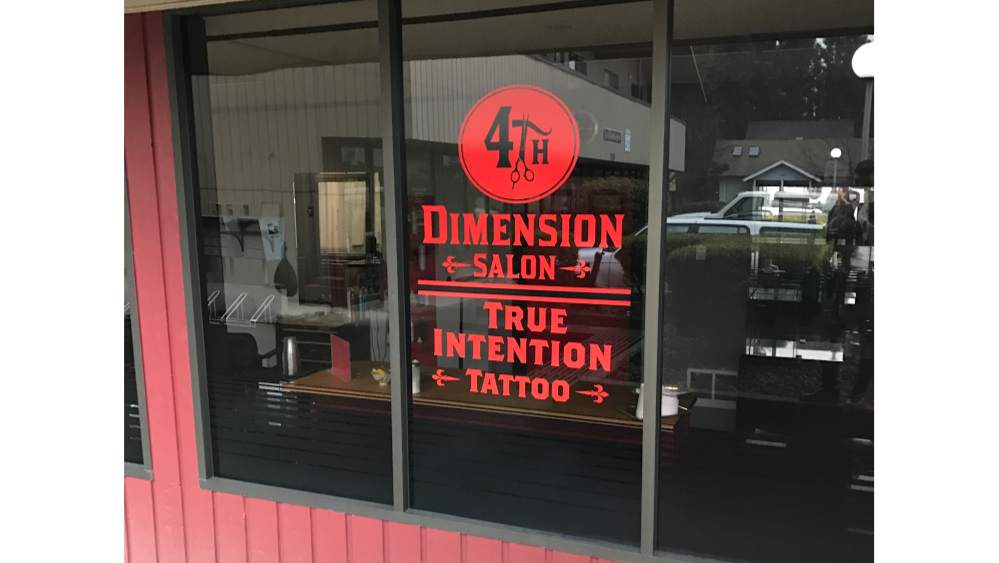 4TH
DIMENSION
SALON
TRUE
INTENTION
TATTOO